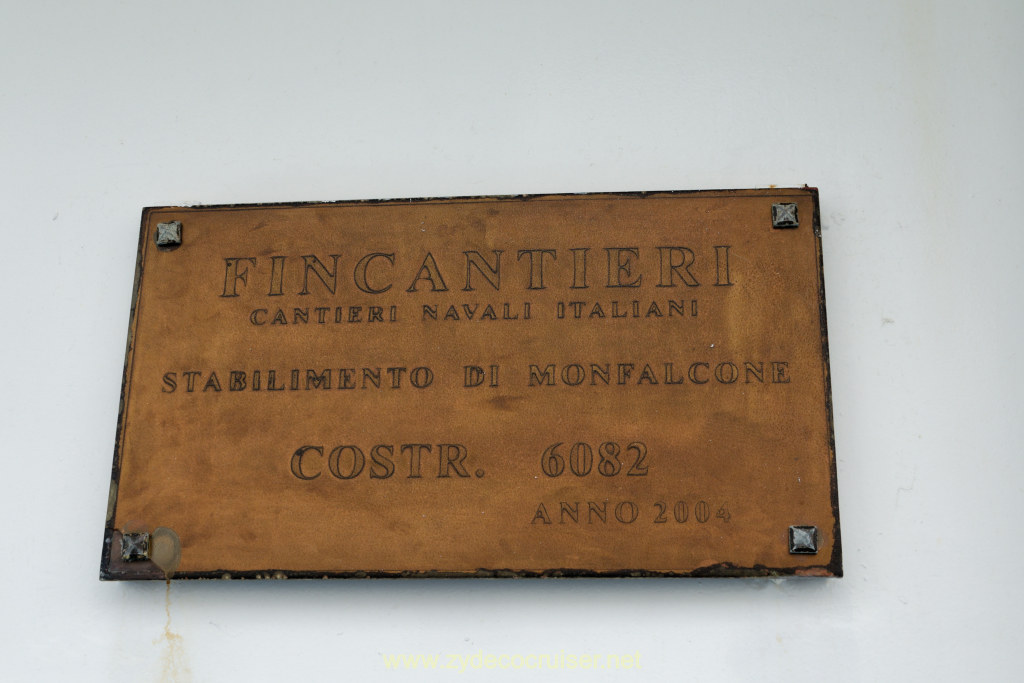 FINCANTIERI
CANTIERI NAVALI ITALIANI
STABILIMENTO DI MONFALCONE
COSTR. 6082
ANNO 2004
www.zydecocruiser.net